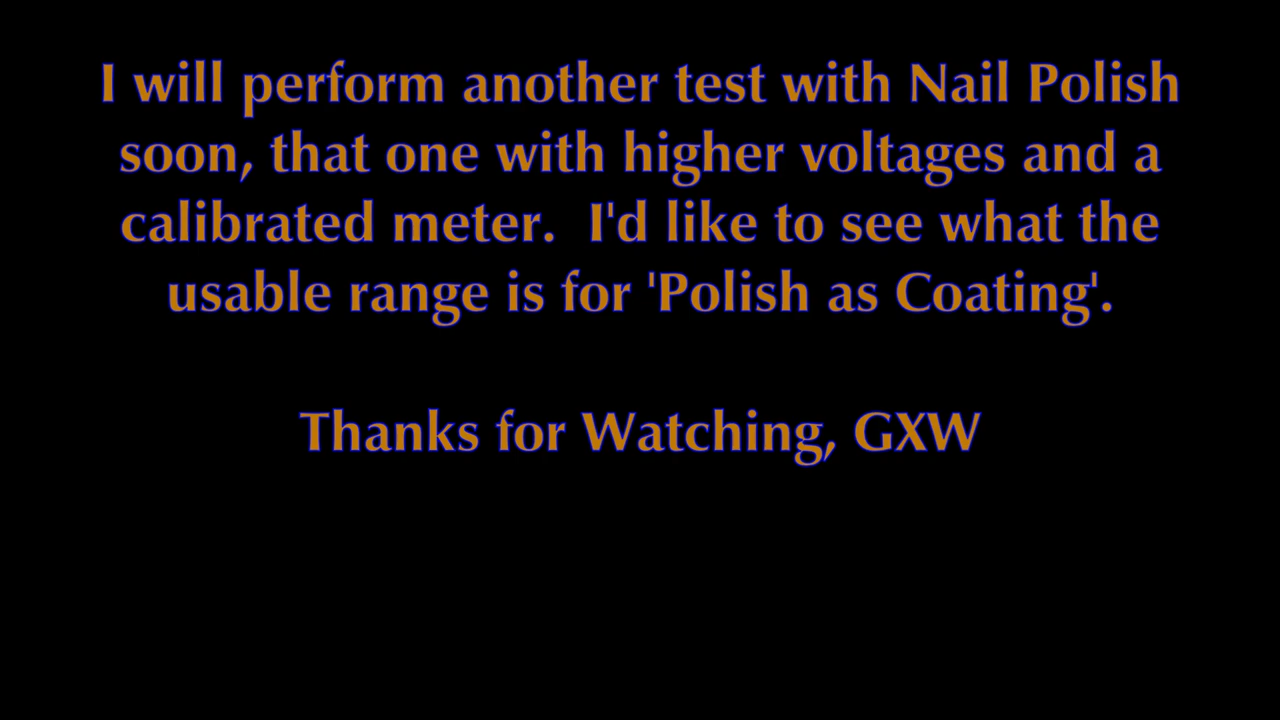 I will perform another test with Nail Polish
soon, that one with higher voltages and a
calibrated meter.  I'd like to see what the
usable range is for 'Polish as Coating'.
Thanks for Watching, GXW